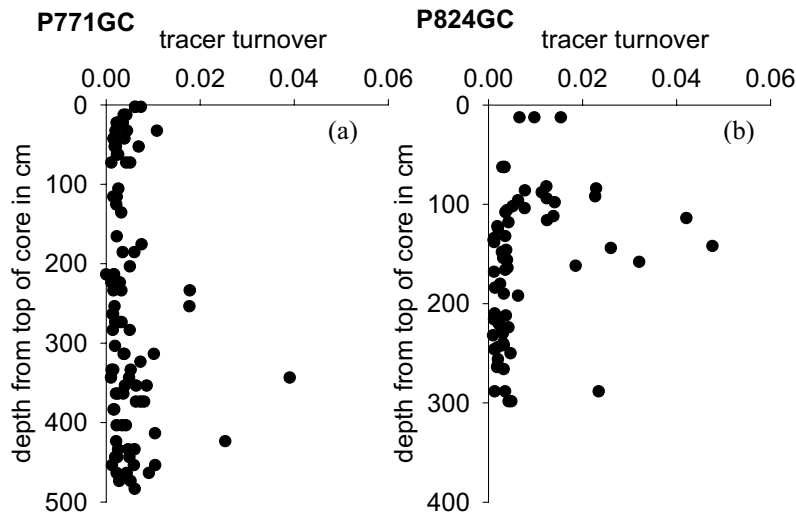 P771GC
tracer turnover
0.00 0.02 0.04 0.06
0
100
200
300
400
500
depth from top of core in cm
(a)
P824GC
tracer turnover
0.00 0.02 0.04 0.06
0
100
200
300
400
depth from top of core in cm
(b)